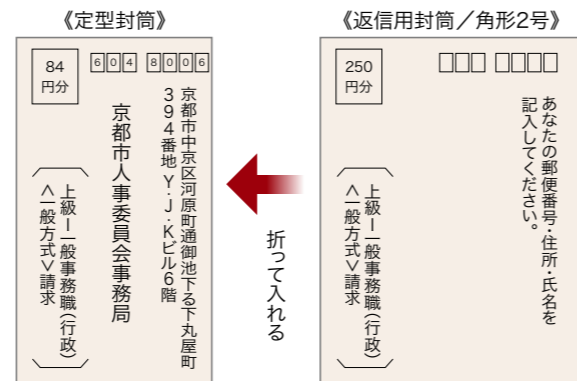 《定型封筒》
84
円分
604 8006
京都市中京区河原町通御池下る下丸屋町
394番地 Y・J・Kビル6階
京都市人事委員会事務局
上級Ⅰ一般事務職(行政)
<一般方式>請求
折って入れる
《返信用封筒/角形2号》
250
円分
あなたの郵便番号・住所・氏名を
記入してください。
上級Ⅰ一般事務職(行政)
<一般方式>請求